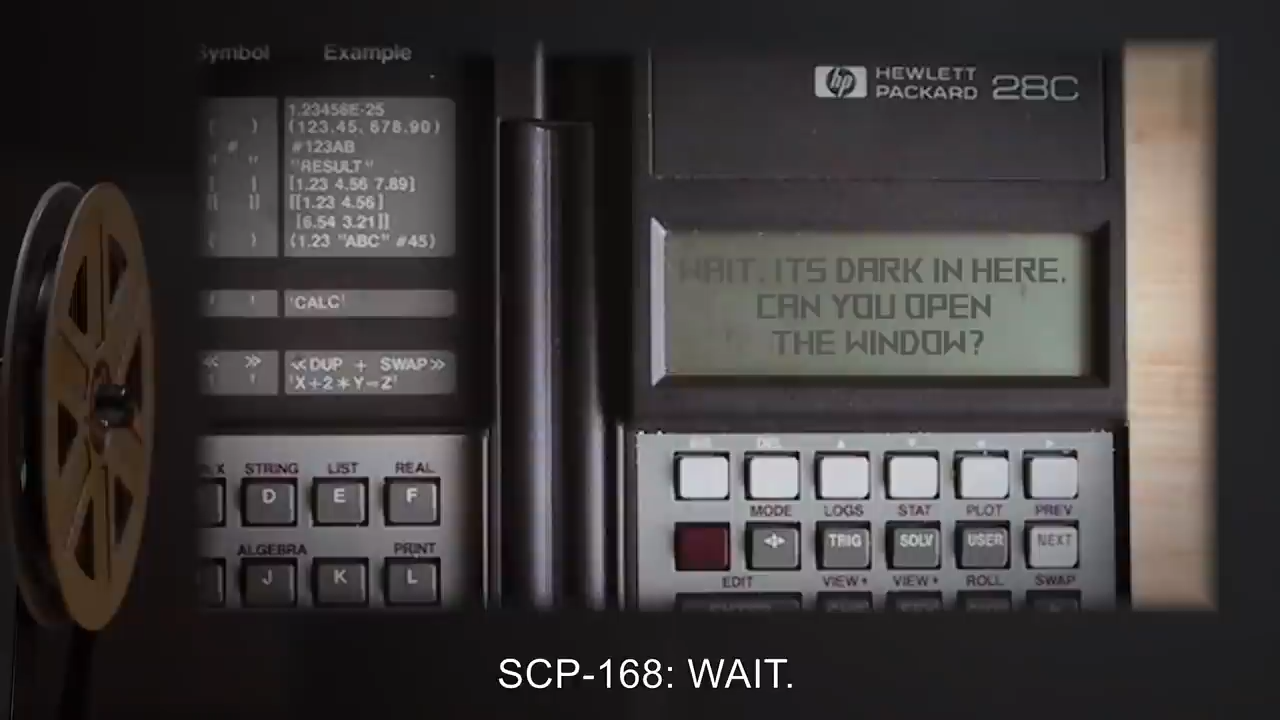 Symbol Example
1.23456E-25
( ) (123.45, 678.90)
# #123AB
" " "RESULT"
[ ] [1.23 4.56 7.89]
[[ ]] [[1.23 4.56]
[6.54 3.21]]
( ) (1.23 "ABC" #45)
' ' 'CALC'
« » «DUP + SWAP»
' ' 'X+2*Y=Z'
STRING LIST REAL
D E F
ALGEBRA PRINT
J K L
hp HEWLETT
PACKARD 28C
WAIT. ITS DARK IN HERE.
CAN YOU OPEN
THE WINDOW?
DEL ▲ ▼ ◄ ►
MODE LOGS STAT PLOT PREV
TRIG SOLV USER NEXT
EDIT VIEW▲ VIEW▼ ROLL SWAP
SCP-168: WAIT.